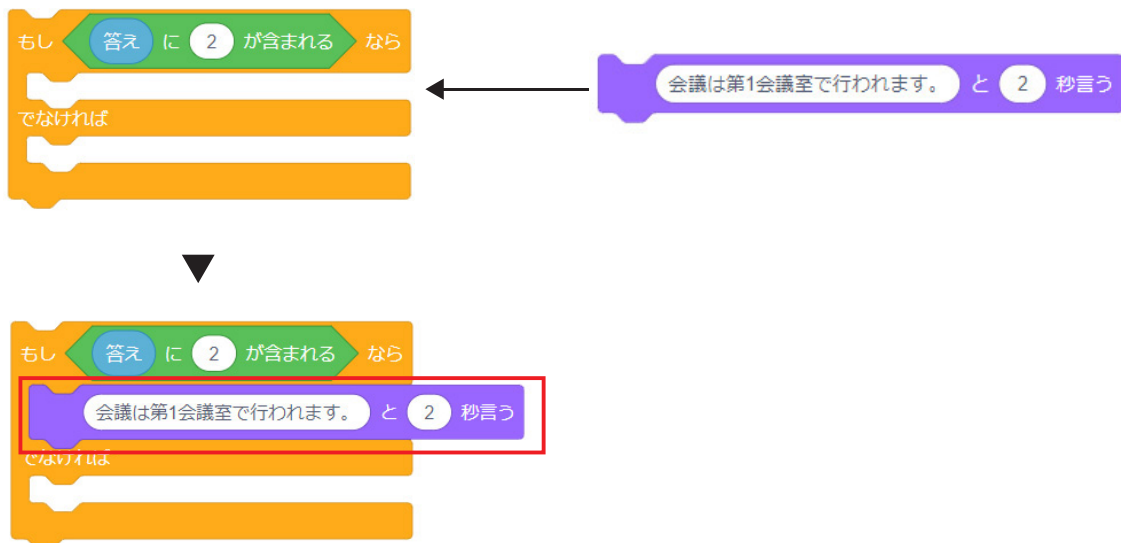 もし 答え に 2 が含まれる なら
会議は第1会議室で行われます。 と 2 秒言う
でなければ
もし 答え に 2 が含まれる なら
会議は第1会議室で行われます。 と 2 秒言う
でなければ